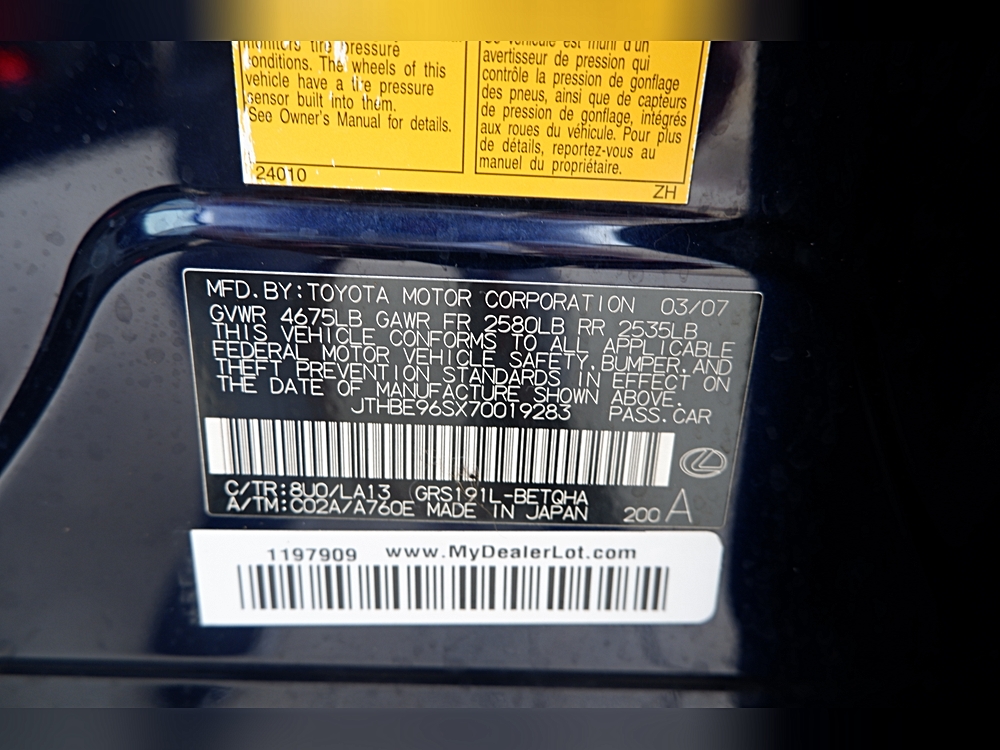 monitors tire pressure
conditions. The wheels of this
vehicle have a tire pressure
sensor built into them.
See Owner's Manual for details.
24010
Ce véhicule est muni d'un
avertisseur de pression qui
contrôle la pression de gonflage
des pneus, ainsi que de capteurs
de pression de gonflage, intégrés
aux roues du véhicule. Pour plus
de détails, reportez-vous au
manuel du propriétaire.
ZH
MFD.BY:TOYOTA MOTOR CORPORATION 03/07
GVWR 4675LB GAWR FR 2580LB RR 2535LB
THIS VEHICLE CONFORMS TO ALL APPLICABLE
FEDERAL MOTOR VEHICLE SAFETY,BUMPER,AND
THEFT PREVENTION STANDARDS IN EFFECT ON
THE DATE OF MANUFACTURE SHOWN ABOVE.
JTHBE96SX70019283 PASS.CAR
C/TR:8U0/LA13 GRS191L-BETQHA
A/TM:C02A/A760E MADE IN JAPAN 200 A
1197909 www.MyDealerLot.com